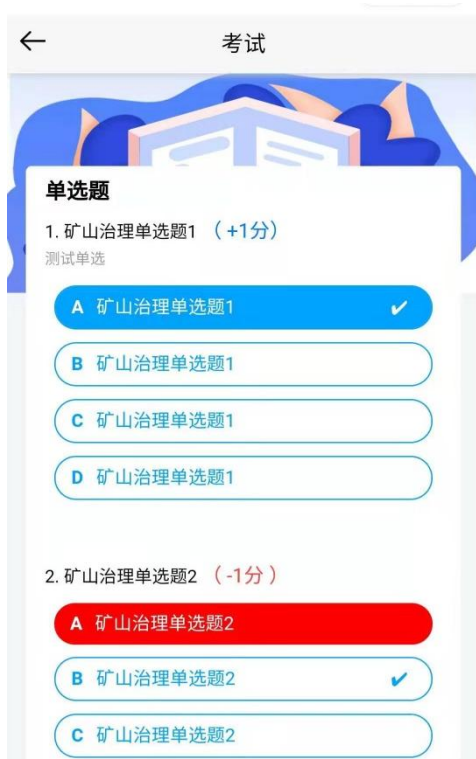 考试
单选题
1. 矿山治理单选题1 （+1分）
测试单选
A 矿山治理单选题1
B 矿山治理单选题1
C 矿山治理单选题1
D 矿山治理单选题1
2. 矿山治理单选题2 （-1分 ）
A 矿山治理单选题2
B 矿山治理单选题2
C 矿山治理单选题2